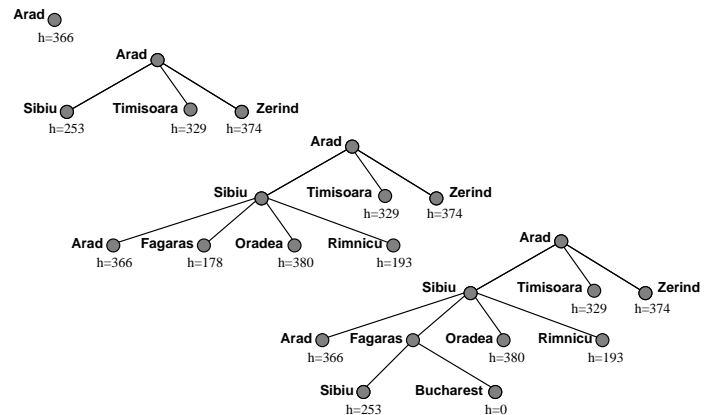 Arad
h=366
Arad
Sibiu Timisoara Zerind
h=253 h=329 h=374
Arad
Sibiu Timisoara Zerind
h=329 h=374
Arad Fagaras Oradea Rimnicu
h=366 h=178 h=380 h=193
Arad
Sibiu Timisoara Zerind
h=329 h=374
Arad Fagaras Oradea Rimnicu
h=366 h=380 h=193
Sibiu Bucharest
h=253 h=0